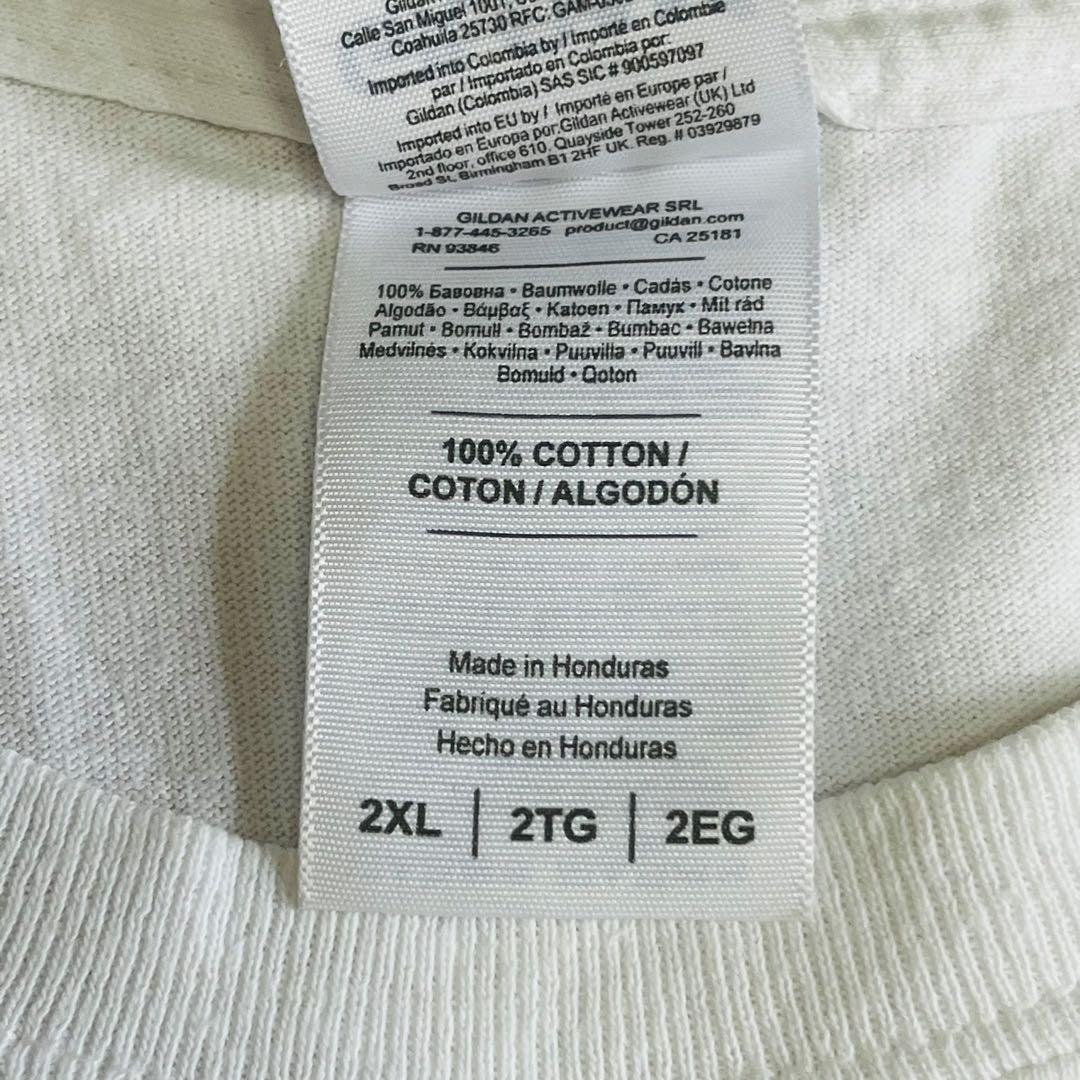 Calle San Miguel 1001,
Coahuila 25730 RFC: GAM-
Imported into Colombia by / Importé en Colombie
par / Importado en Colombia por:
Gildan (Colombia) SAS SIC # 900597097
Imported into EU by / Importé en Europe par /
Importado en Europa por:Gildan Activewear (UK) Ltd
2nd floor, office 610, Quayside Tower 252-260
Broad St, Birmingham B1 2HF UK. Reg. # 03929879
GILDAN ACTIVEWEAR SRL
1-877-445-3265 product@gildan.com
RN 93846 CA 25181
100% Бавовна • Baumwolle • Cadás • Cotone
Algodão • Βάμβαξ • Katoen • Памук • Mit rád
Pamut • Bomull • Bombaž • Bumbac • Bawełna
Medvilnės • Kokvilna • Puuvilla • Puuvill • Bavlna
Bomuld • Qoton
100% COTTON /
COTON / ALGODÓN
Made in Honduras
Fabriqué au Honduras
Hecho en Honduras
2XL | 2TG | 2EG